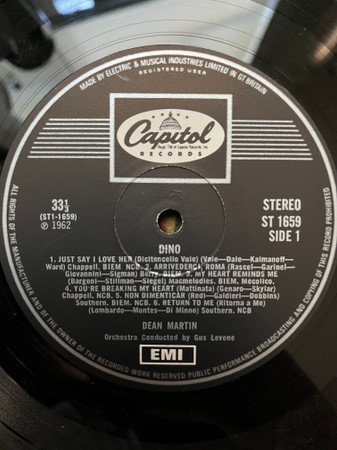 MADE BY ELECTRIC & MUSICAL INDUSTRIES LIMITED IN GT BRITAIN
REGISTERED USER
Capitol
RECORDS
33⅓
(ST1-1659)
℗ 1962
STEREO
ST 1659
SIDE 1
DINO
1. JUST SAY I LOVE HER (Dicitencello Vuie) (Vale—Dale—Kalmanoff—
Ward) Chappell. BIEM. NCB. 2. ARRIVEDERCI, ROMA (Rascel—Garinei—
Giovannini—Sigman) Berry. BIEM. 3. MY HEART REMINDS ME
(Bargoni—Stillman—Siegel) Macmelodies. BIEM. Mecolico.
4. YOU'RE BREAKING MY HEART (Mattinata) (Genaro—Skylar)
Chappell. NCB. 5. NON DIMENTICAR (Redi—Galdieri—Dobbins)
Southern. BIEM. NCB. 6. RETURN TO ME (Ritorna a Me)
(Lombardo—Montes—Di Minno) Southern. NCB
DEAN MARTIN
Orchestra Conducted by Gus Levene
EMI
ALL RIGHTS OF THE MANUFACTURER AND OF THE OWNER OF THE RECORDED WORK RESERVED PUBLIC PERFORMANCE BROADCASTING AND COPYING OF THIS RECORD PROHIBITED